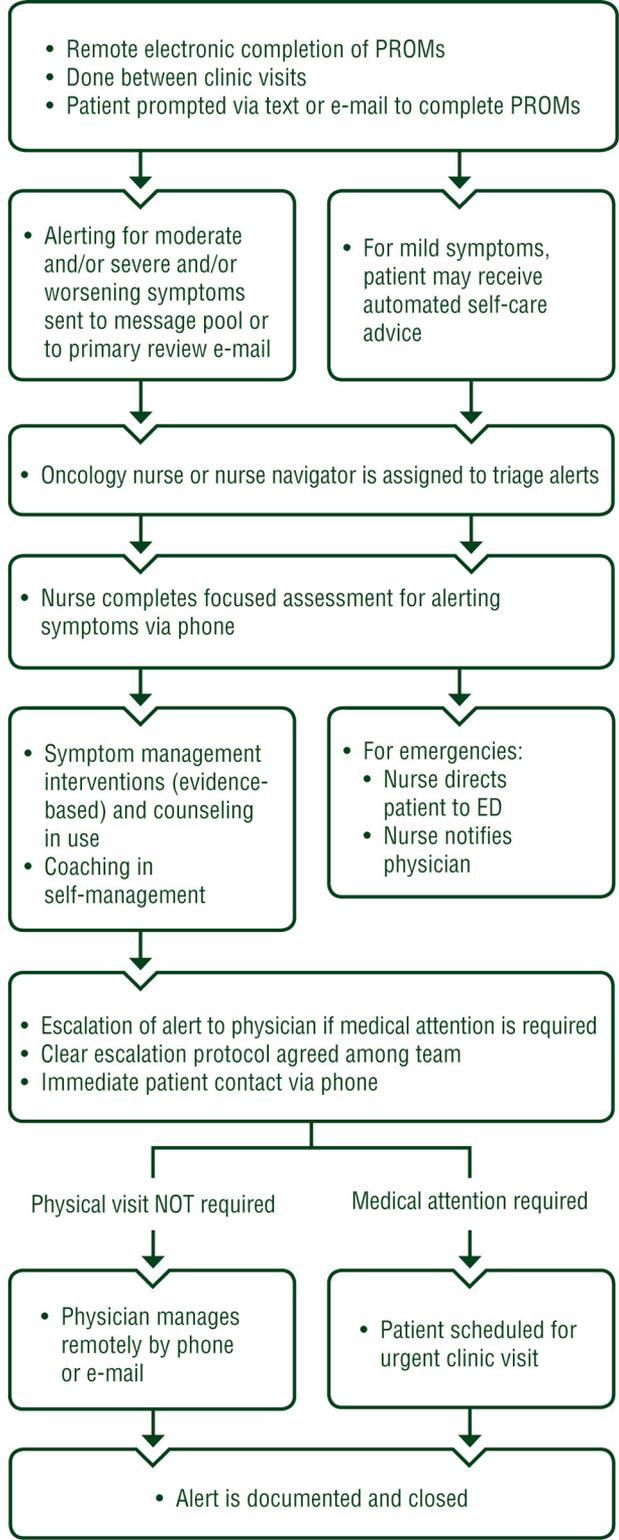 • Remote electronic completion of PROMs
• Done between clinic visits
• Patient prompted via text or e-mail to complete PROMs
• Alerting for moderate
and/or severe and/or
worsening symptoms
sent to message pool or
to primary review e-mail
• For mild symptoms,
patient may receive
automated self-care
advice
• Oncology nurse or nurse navigator is assigned to triage alerts
• Nurse completes focused assessment for alerting
symptoms via phone
• Symptom management
interventions (evidence-
based) and counseling
in use
• Coaching in
self-management
• For emergencies:
• Nurse directs
patient to ED
• Nurse notifies
physician
• Escalation of alert to physician if medical attention is required
• Clear escalation protocol agreed among team
• Immediate patient contact via phone
Physical visit NOT required
Medical attention required
• Physician manages
remotely by phone
or e-mail
• Patient scheduled for
urgent clinic visit
• Alert is documented and closed